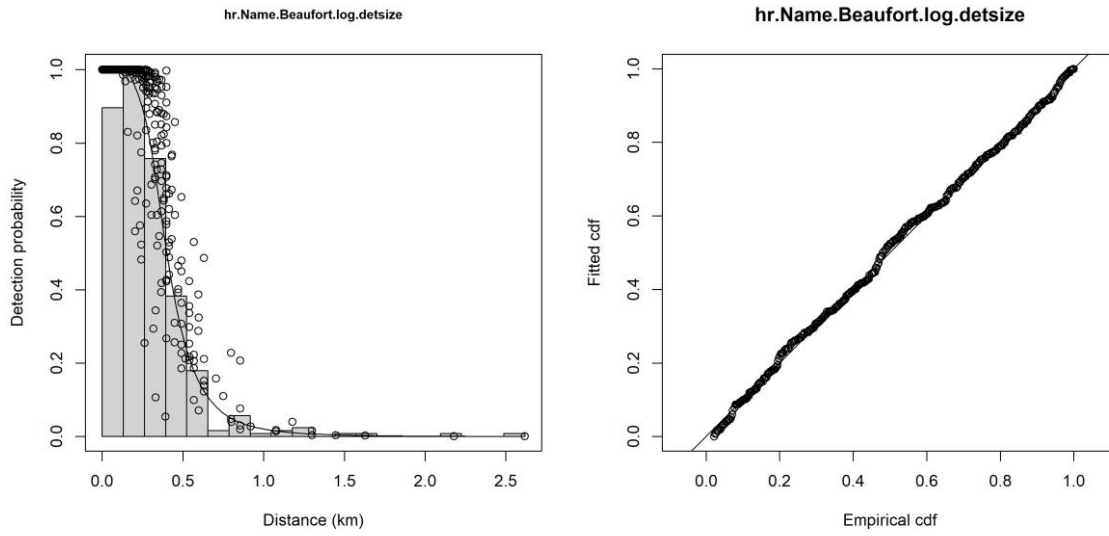 hr.Name.Beaufort.log.detsize
Detection probability
1.0
0.8
0.6
0.4
0.2
0.0
0.0 0.5 1.0 1.5 2.0 2.5
Distance (km)
hr.Name.Beaufort.log.detsize
Fitted cdf
1.0
0.8
0.6
0.4
0.2
0.0
0.0 0.2 0.4 0.6 0.8 1.0
Empirical cdf